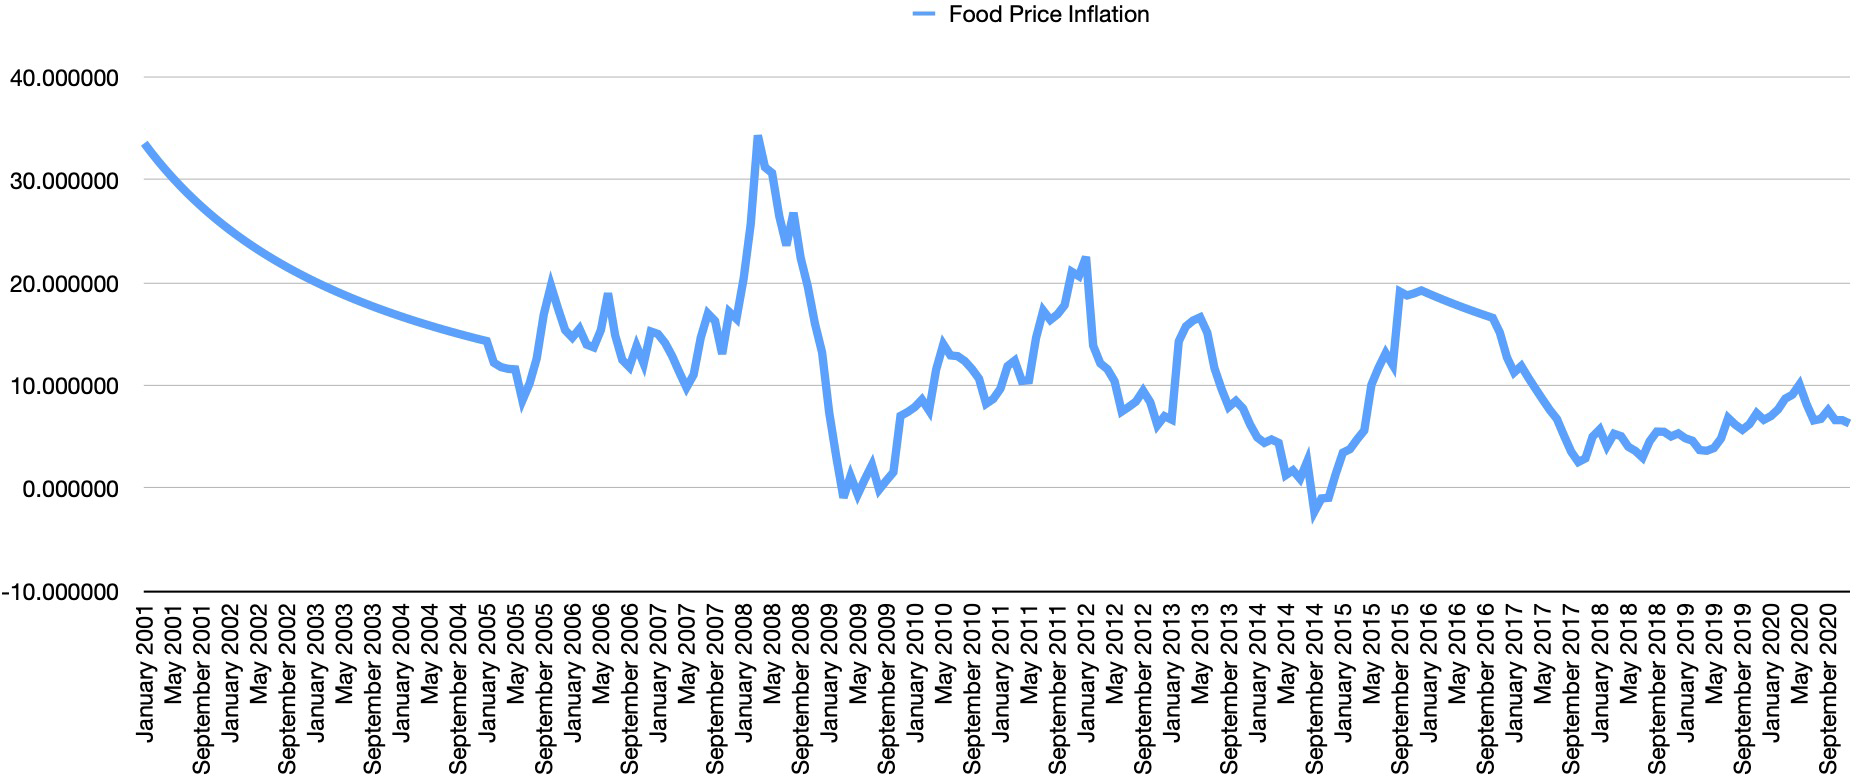 Food Price Inflation
40.000000
30.000000
20.000000
10.000000
0.000000
-10.000000
January 2001
May 2001
September 2001
January 2002
May 2002
September 2002
January 2003
May 2003
September 2003
January 2004
May 2004
September 2004
January 2005
May 2005
September 2005
January 2006
May 2006
September 2006
January 2007
May 2007
September 2007
January 2008
May 2008
September 2008
January 2009
May 2009
September 2009
January 2010
May 2010
September 2010
January 2011
May 2011
September 2011
January 2012
May 2012
September 2012
January 2013
May 2013
September 2013
January 2014
May 2014
September 2014
January 2015
May 2015
September 2015
January 2016
May 2016
September 2016
January 2017
May 2017
September 2017
January 2018
May 2018
September 2018
January 2019
May 2019
September 2019
January 2020
May 2020
September 2020